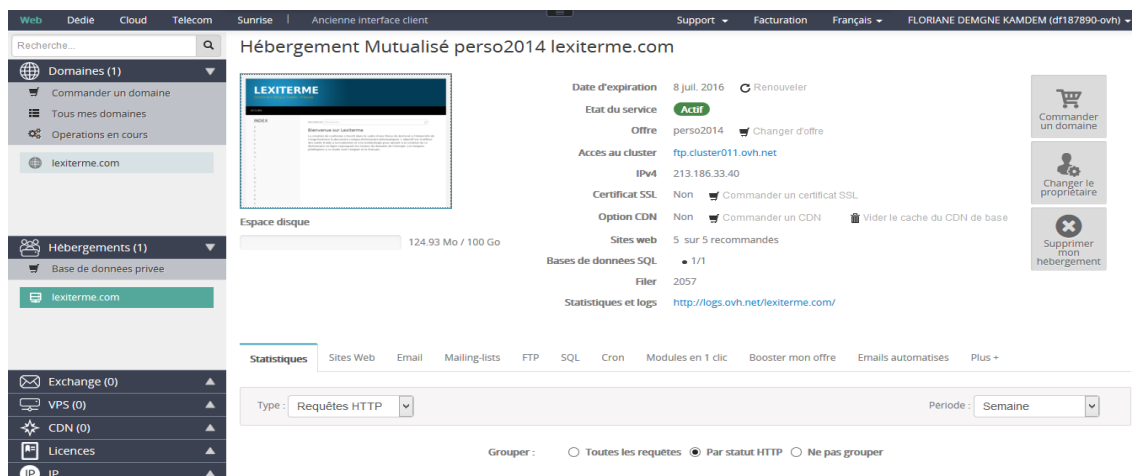 Web Dédié Cloud Télécom Sunrise Ancienne interface client Support Facturation Français FLORIANE DEMGNE KAMDEM (df187890-ovh)
Recherche...
Hébergement Mutualisé perso2014 lexiterme.com
Domaines (1)
Commander un domaine
Tous mes domaines
Opérations en cours
lexiterme.com
Hébergements (1)
Base de données privée
lexiterme.com
Exchange (0)
VPS (0)
CDN (0)
Licences
IP IP
LEXITERME
INDEX
Bienvenue sur Lexiterme
Espace disque
124.93 Mo / 100 Go
Date d'expiration 8 juil. 2016 Renouveler
Etat du service Actif
Offre perso2014 Changer d'offre
Accès au cluster ftp.cluster011.ovh.net
IPv4 213.186.33.40
Certificat SSL Non Commander un certificat SSL
Option CDN Non Commander un CDN Vider le cache du CDN de base
Sites web 5 sur 5 recommandés
Bases de données SQL 1/1
Filer 2057
Statistiques et logs http://logs.ovh.net/lexiterme.com/
Commander
un domaine
Changer le
propriétaire
Supprimer
mon
hébergement
Statistiques Sites Web Email Mailing-lists FTP SQL Cron Modules en 1 clic Booster mon offre Emails automatisés Plus +
Type : Requêtes HTTP Période : Semaine
Grouper : Toutes les requêtes Par statut HTTP Ne pas grouper